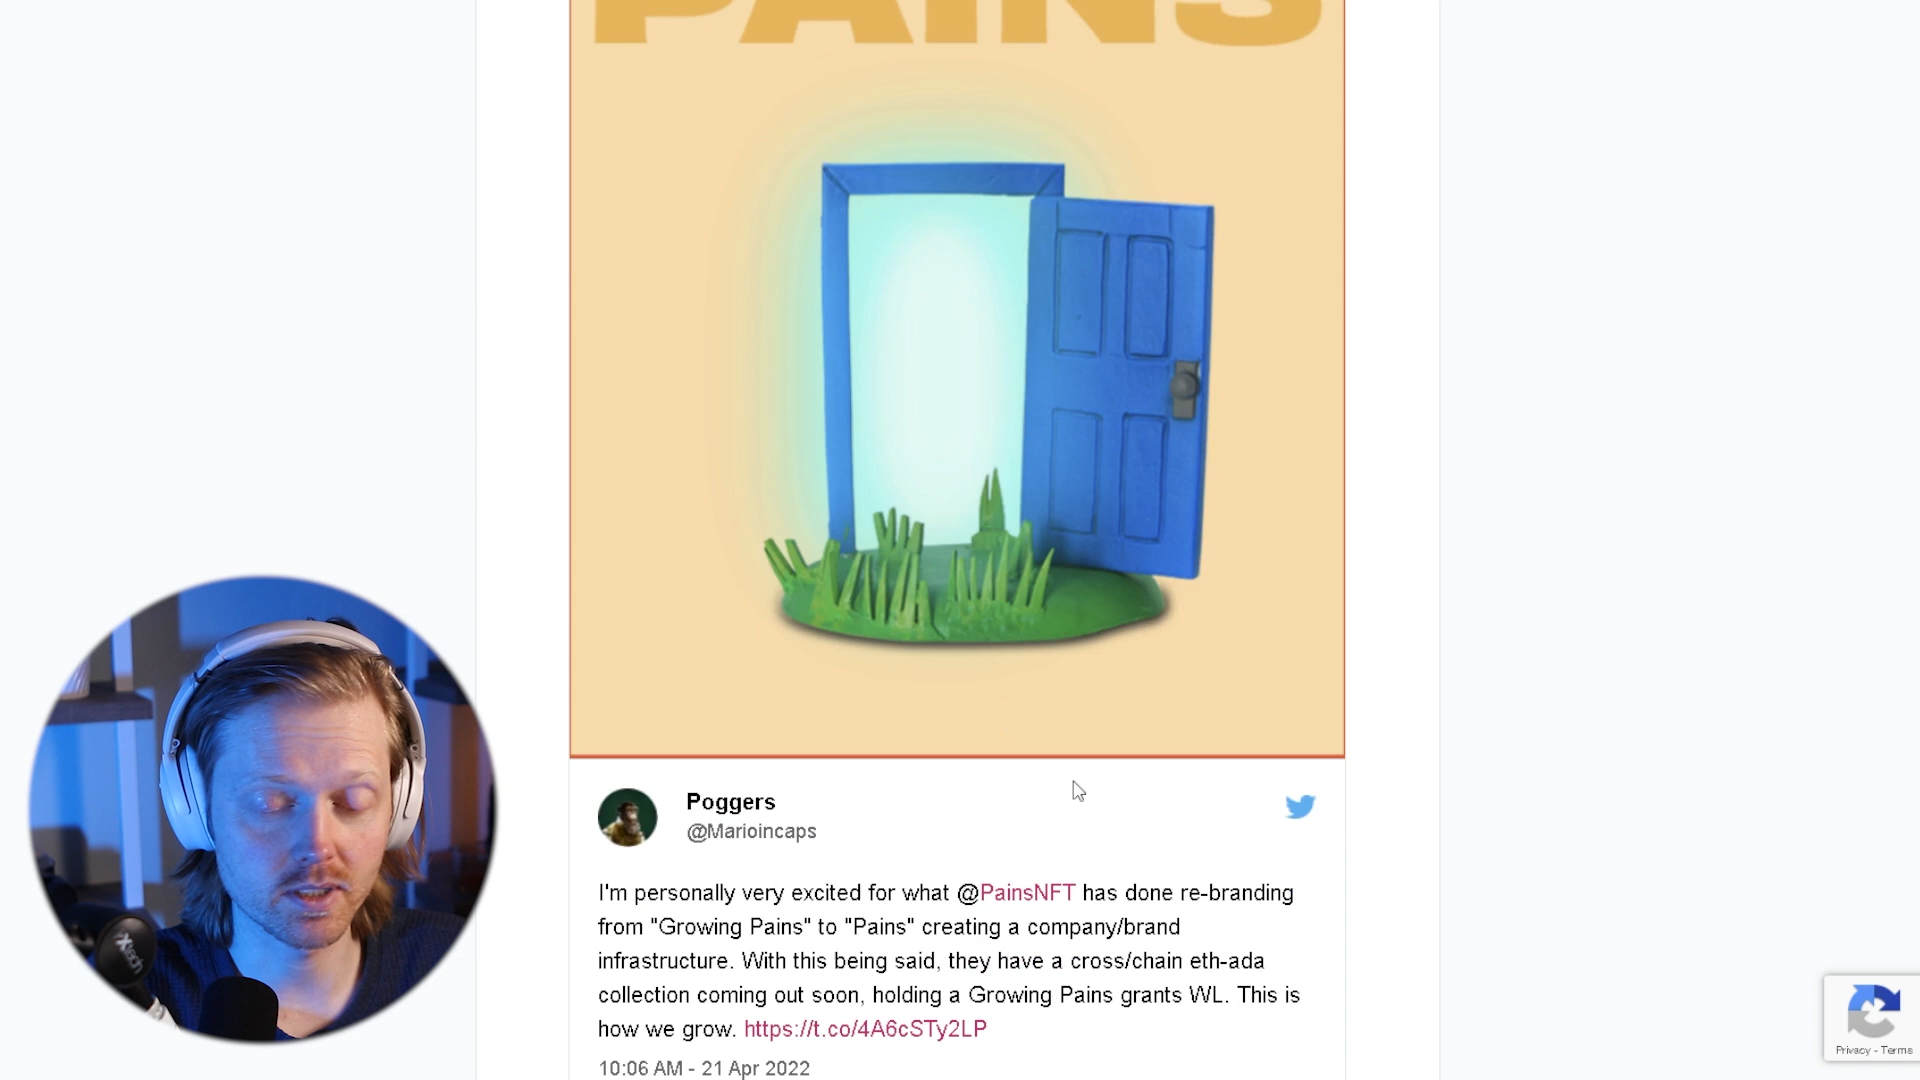 PAINS
Poggers
@Marioincaps
I'm personally very excited for what @PainsNFT has done re-branding
from "Growing Pains" to "Pains" creating a company/brand
infrastructure. With this being said, they have a cross/chain eth-ada
collection coming out soon, holding a Growing Pains grants WL. This is
how we grow. https://t.co/4A6cSTy2LP
10:06 AM - 21 Apr 2022
Privacy - Terms